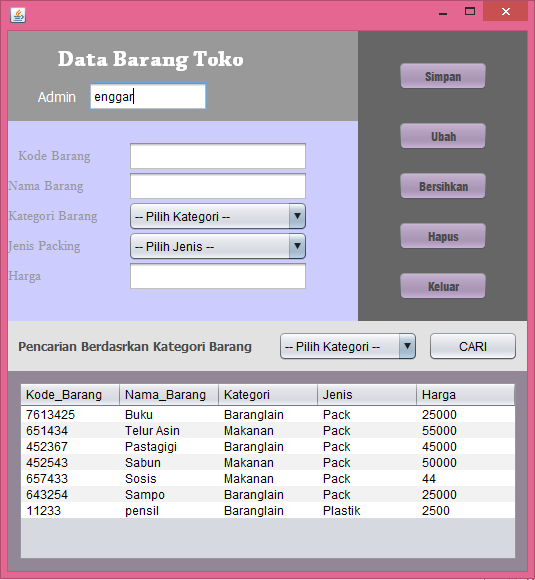 Data Barang Toko
Admin enggar
Simpan
Ubah
Bersihkan
Hapus
Keluar
Kode Barang
Nama Barang
Kategori Barang -- Pilih Kategori --
Jenis Packing -- Pilih Jenis --
Harga
Pencarian Berdasrkan Kategori Barang -- Pilih Kategori -- CARI
Kode_Barang Nama_Barang Kategori Jenis Harga
7613425 Buku Baranglain Pack 25000
651434 Telur Asin Makanan Pack 55000
452367 Pastagigi Baranglain Pack 45000
452543 Sabun Makanan Pack 50000
657433 Sosis Makanan Pack 44
643254 Sampo Baranglain Pack 25000
11233 pensil Baranglain Plastik 2500